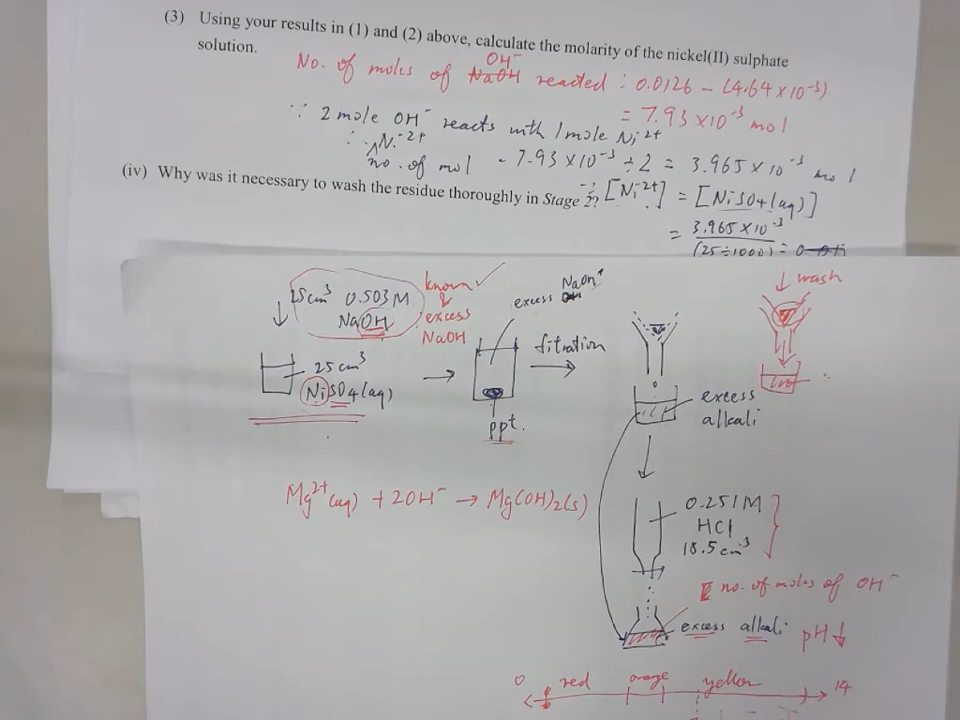 (3) Using your results in (1) and (2) above, calculate the molarity of the nickel(II) sulphate
solution.
OH⁻
No. of moles of NaOH reacted : 0.0126 − (4.64 × 10⁻³)
= 7.93 × 10⁻³ mol
∵ 2 mole OH⁻ reacts with 1 mole Ni²⁺
∴ Ni²⁺
no. of mol = 7.93 × 10⁻³ ÷ 2 = 3.965 × 10⁻³ mol
(iv) Why was it necessary to wash the residue thoroughly in Stage 2?
∴ [Ni²⁺] = [NiSO4(aq)]
= 3.965 × 10⁻³
(25÷1000) =
25cm³ 0.503M
NaOH
known ✓
&
excess
NaOH
25cm³
NiSO4(aq)
excess
NaOH
ppt.
fitration
wash
excess
alkali
Mg²⁺(aq) + 2OH⁻ → Mg(OH)2(s)
0.251M
HCl
18.5cm³
no. of moles of OH⁻
excess alkali pH↓
0 red orange yellow 14